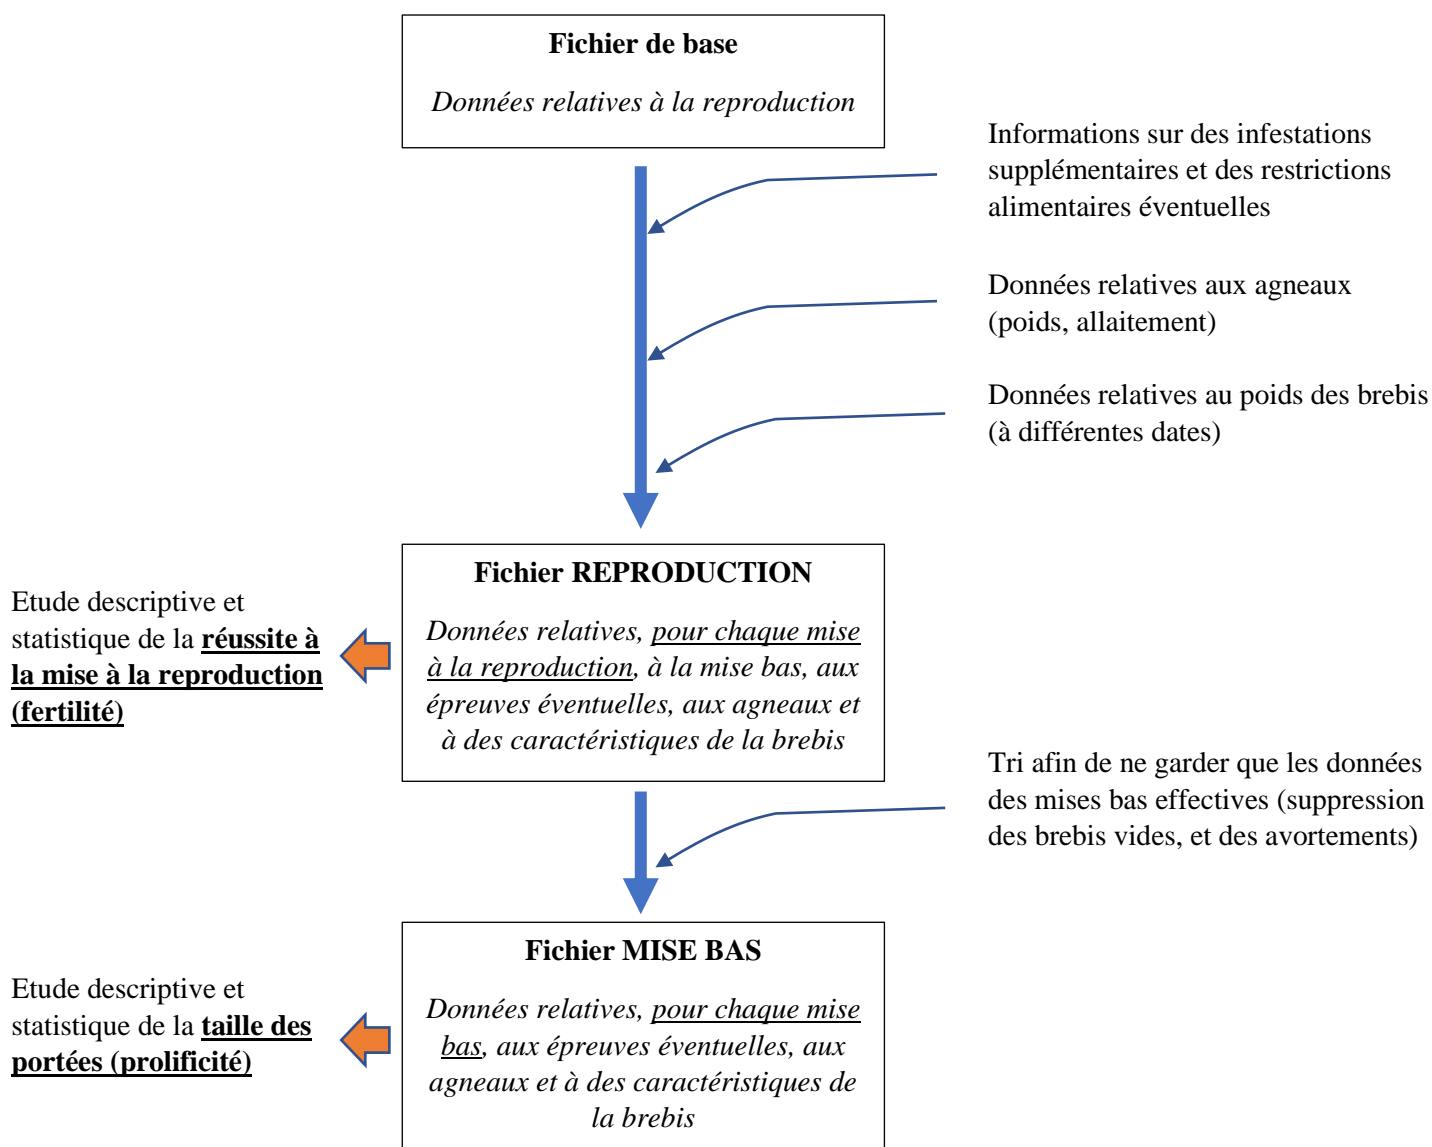 Fichier de base
Données relatives à la reproduction
Informations sur des infestations
supplémentaires et des restrictions
alimentaires éventuelles
Données relatives aux agneaux
(poids, allaitement)
Données relatives au poids des brebis
(à différentes dates)
Fichier REPRODUCTION
Données relatives, pour chaque mise
à la reproduction, à la mise bas, aux
épreuves éventuelles, aux agneaux et
à des caractéristiques de la brebis
Etude descriptive et
statistique de la réussite à
la mise à la reproduction
(fertilité)
Tri afin de ne garder que les données
des mises bas effectives (suppression
des brebis vides, et des avortements)
Fichier MISE BAS
Données relatives, pour chaque mise
bas, aux épreuves éventuelles, aux
agneaux et à des caractéristiques de
la brebis
Etude descriptive et
statistique de la taille des
portées (prolificité)